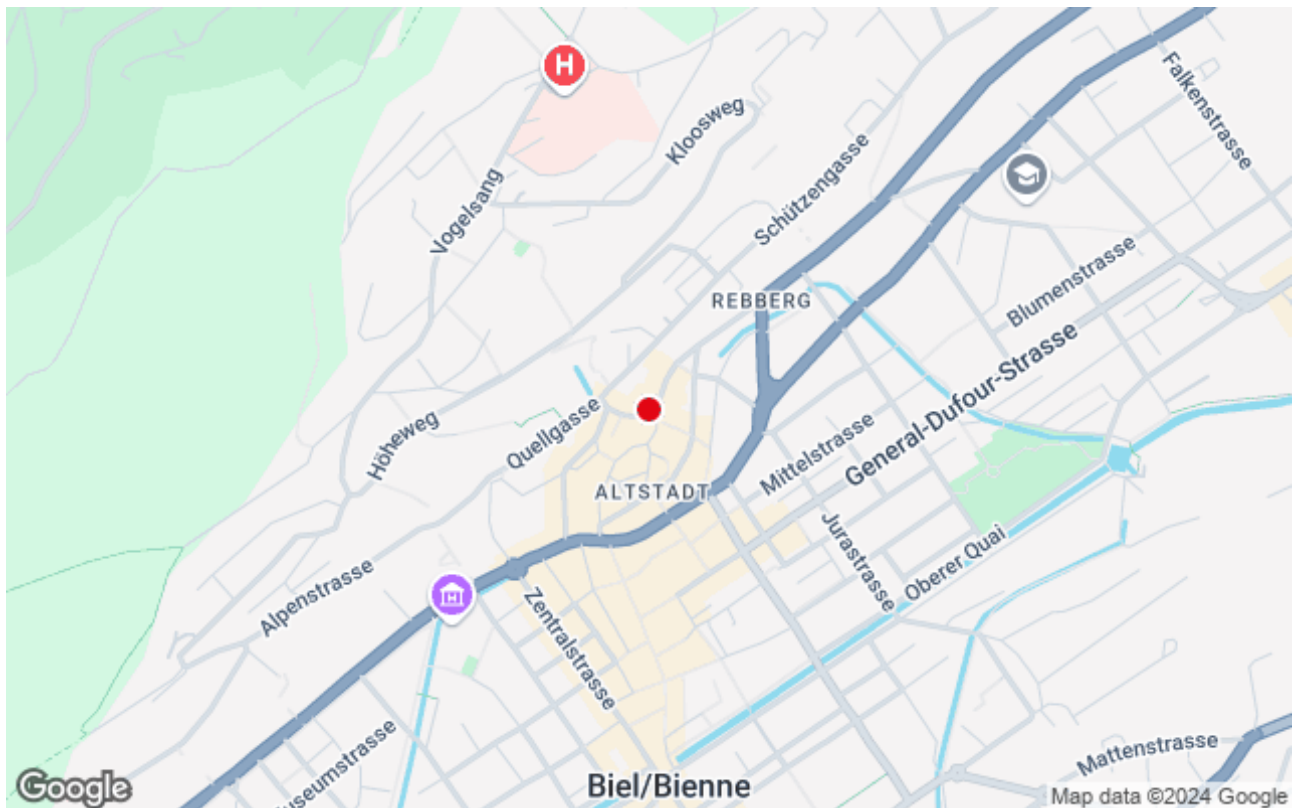 H
Falkenstrasse
Kloosweg
Vogelsang
Schützengasse
Blumenstrasse
REBBERG
General-Dufour-Strasse
Höheweg
Quellgasse
Mittelstrasse
ALTSTADT
Jurastrasse
Oberer Quai
Alpenstrasse
Zentralstrasse
Mattenstrasse
Biel/Bienne
Google
Map data ©2024 Google